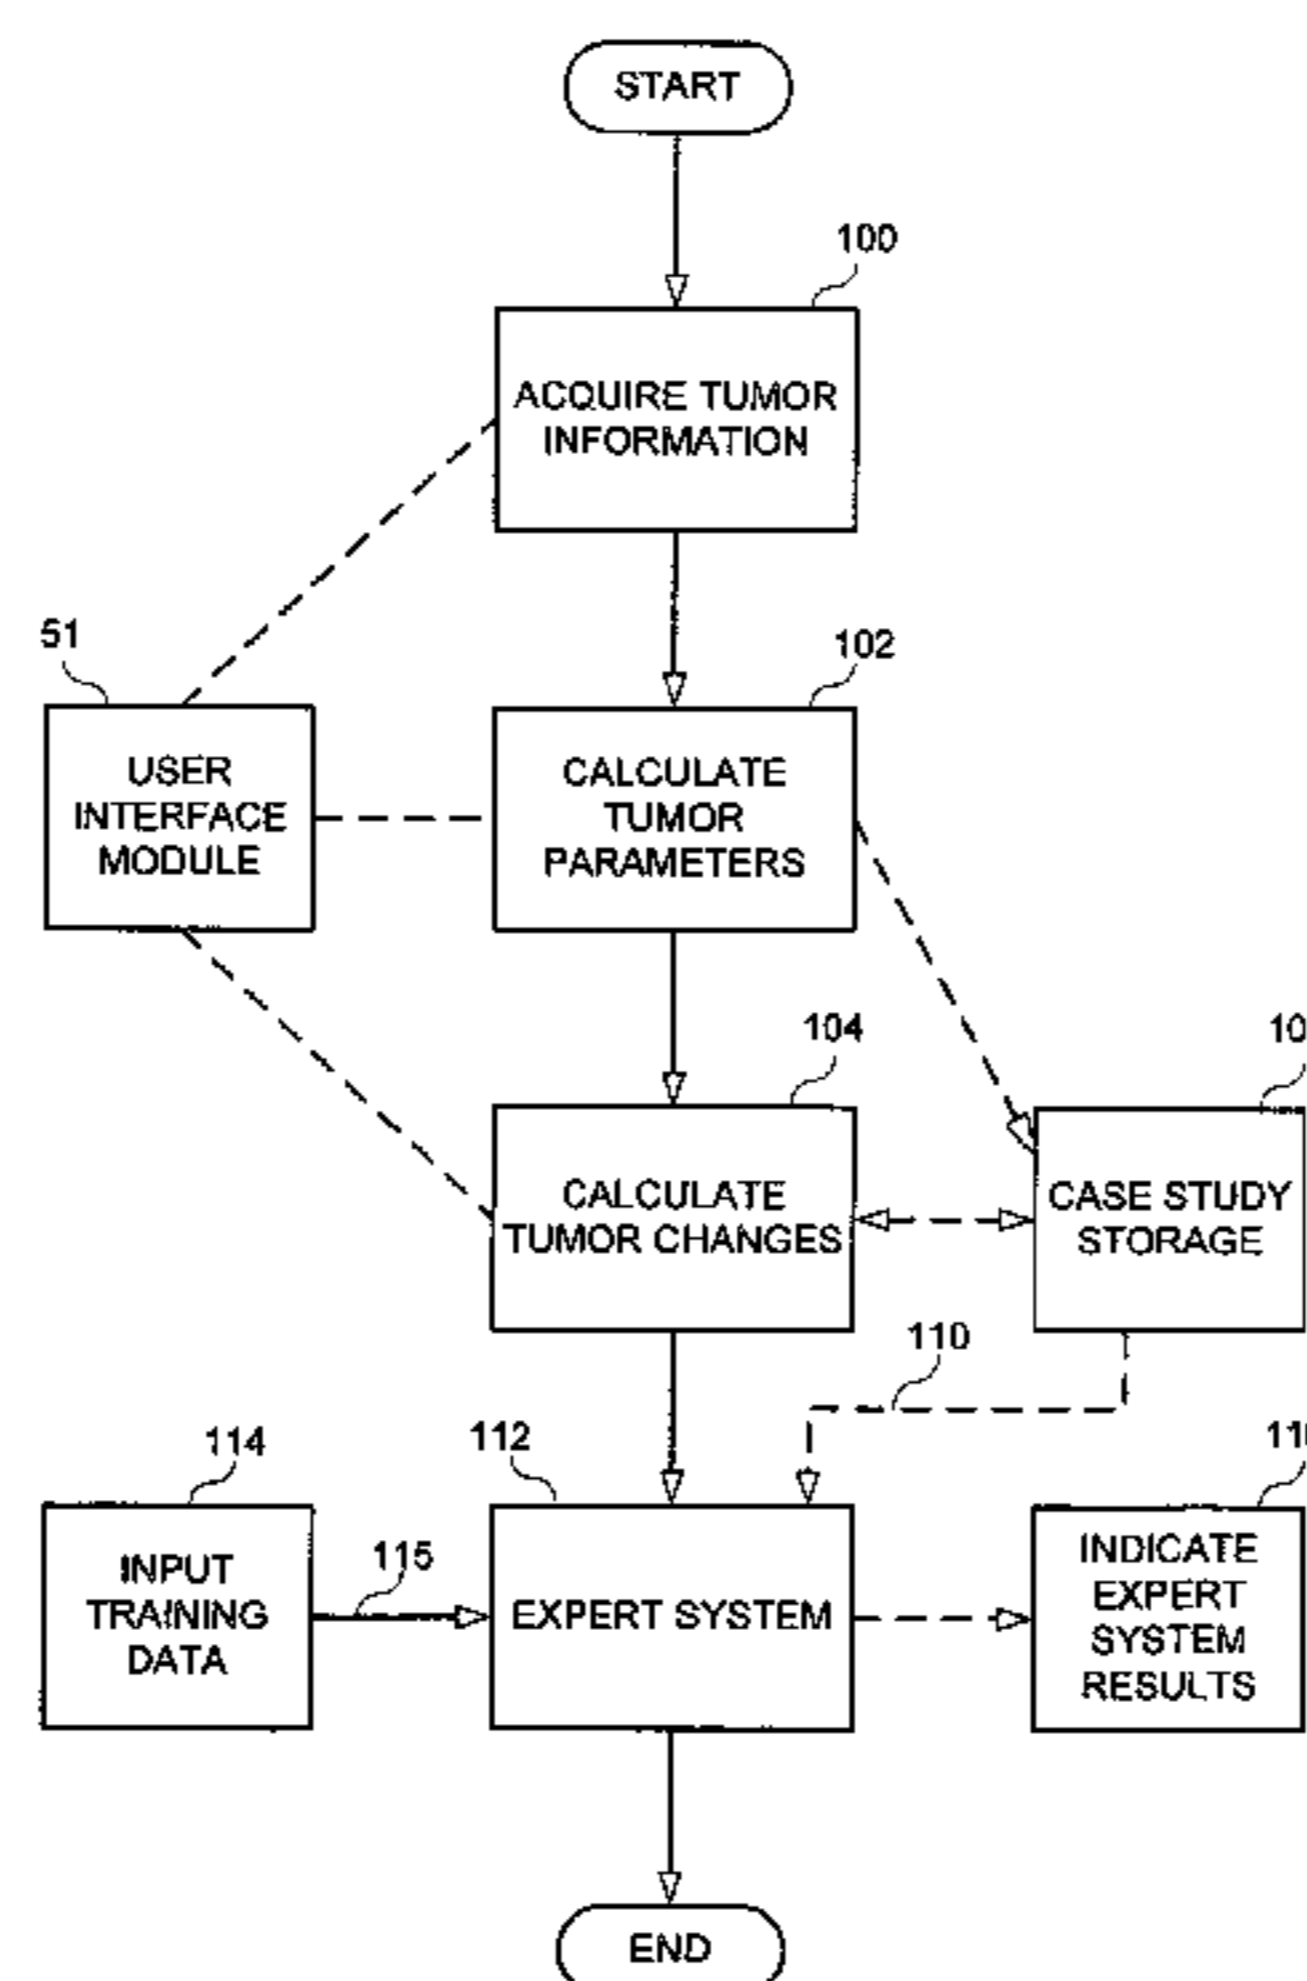 START
100
ACQUIRE TUMOR
INFORMATION
51
102
USER
INTERFACE
MODULE
CALCULATE
TUMOR
PARAMETERS
104
CALCULATE
TUMOR CHANGES
CASE STUDY
STORAGE
110
114
112
INPUT
TRAINING
DATA
115
EXPERT SYSTEM
INDICATE
EXPERT
SYSTEM
RESULTS
END